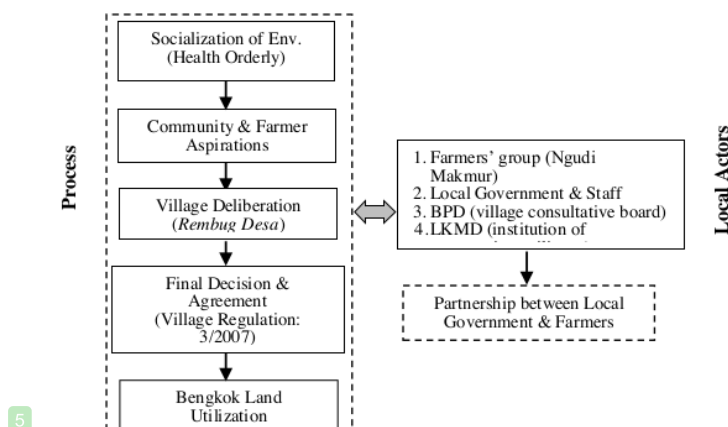 Process
Socialization of Env.
(Health Orderly)
Community & Farmer
Aspirations
Village Deliberation
(Rembug Desa)
Final Decision &
Agreement
(Village Regulation:
3/2007)
Bengkok Land
Utilization
1. Farmers' group (Ngudi
Makmur)
2. Local Government & Staff
3. BPD (village consultative board)
4. LKMD (institution of
Partnership between Local
Government & Farmers
Local Actors
5